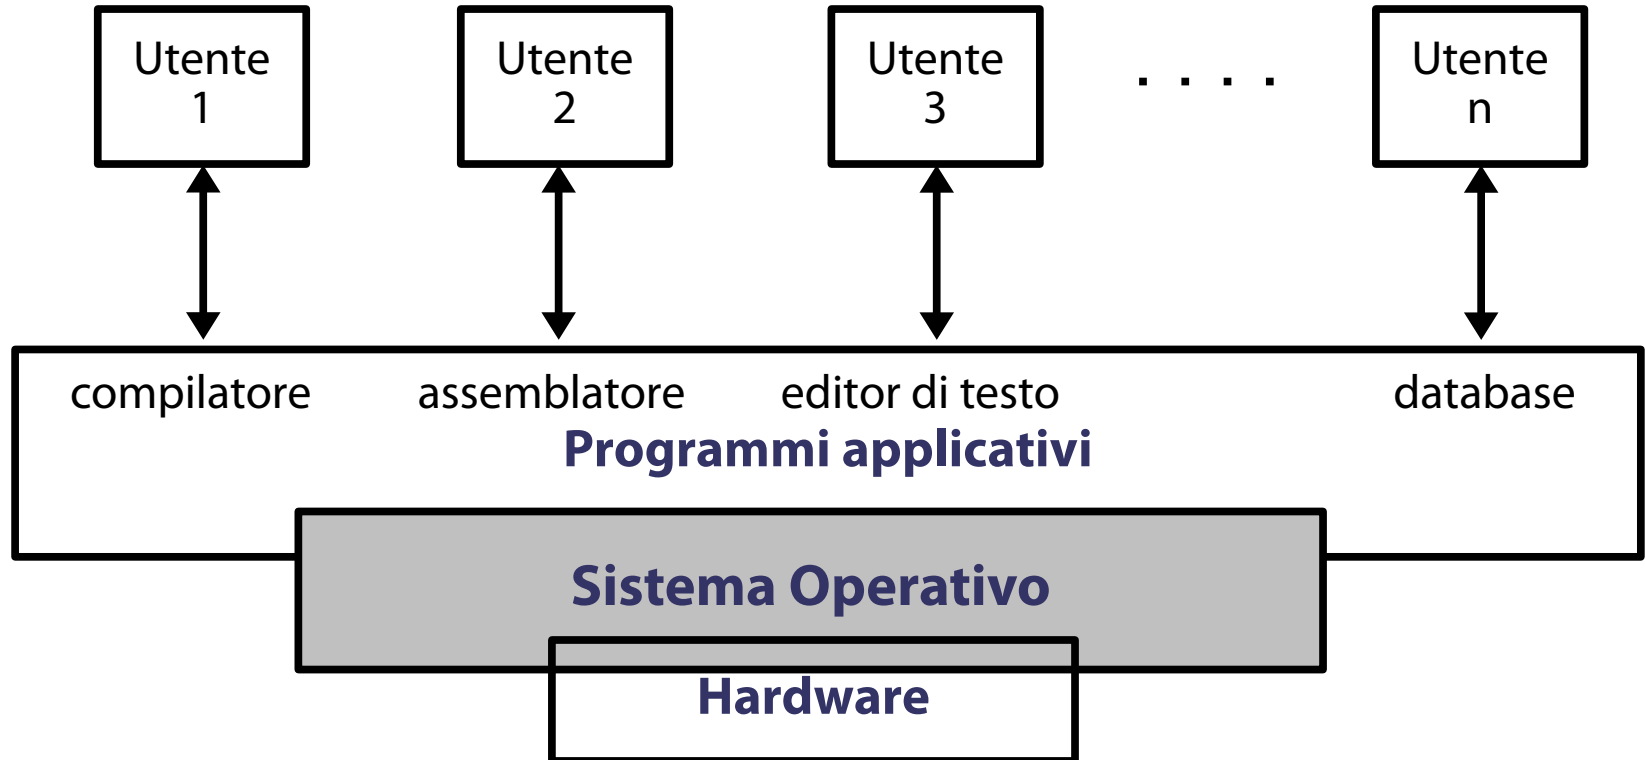 Utente
1
Utente
2
Utente
3
. . . .
Utente
n
compilatore
assemblatore
editor di testo
database
Programmi applicativi
Sistema Operativo
Hardware